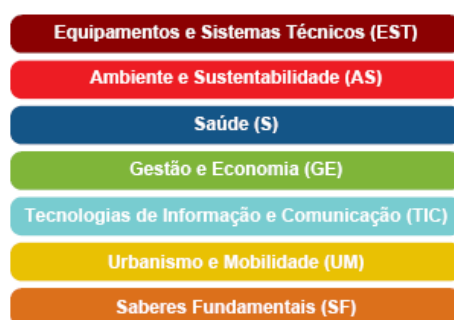 Equipamentos e Sistemas Técnicos (EST)
Ambiente e Sustentabilidade (AS)
Saúde (S)
Gestão e Economia (GE)
Tecnologias de Informação e Comunicação (TIC)
Urbanismo e Mobilidade (UM)
Saberes Fundamentais (SF)